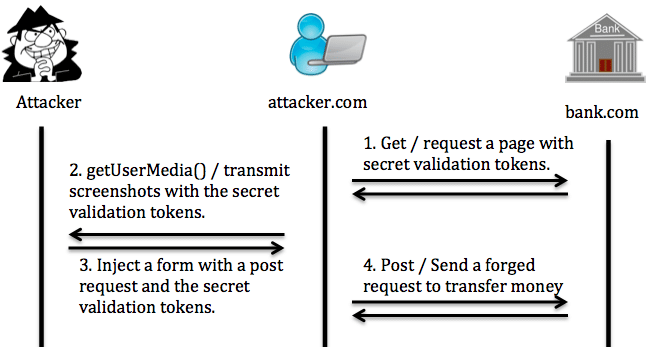 Bank
Attacker
attacker.com
bank.com
1. Get / request a page with
secret validation tokens.
2. getUserMedia() / transmit
screenshots with the secret
validation tokens.
3. Inject a form with a post
request and the secret
validation tokens.
4. Post / Send a forged
request to transfer money